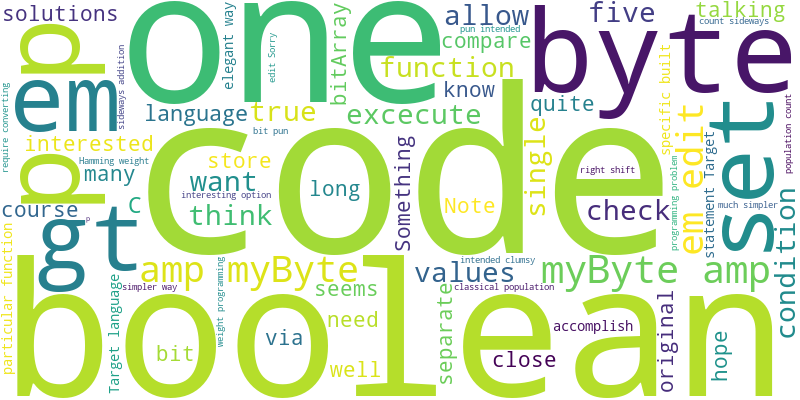 solutions
p
one
elegant way
edit Sorry
bitArray
pun intended
allow
compare
function
know
five
byte
count sideways
talking
require converting
em
sideways addition
language
true
excecute
quite
single
specific built
em edit
set
population count
interested
Hamming weight
bit pun
p
many
store
want
interesting option
long
code
Something
Note
right shift
check
programming problem
statement Target
much simpler
course
C
think
gt
particular function
amp myByte
values
intended clumsy
myByte amp
condition
simpler way
seems
classical population
boolean
Target language
weight programming
bit
via
need
well
separate
close
accomplish
original
hope
p